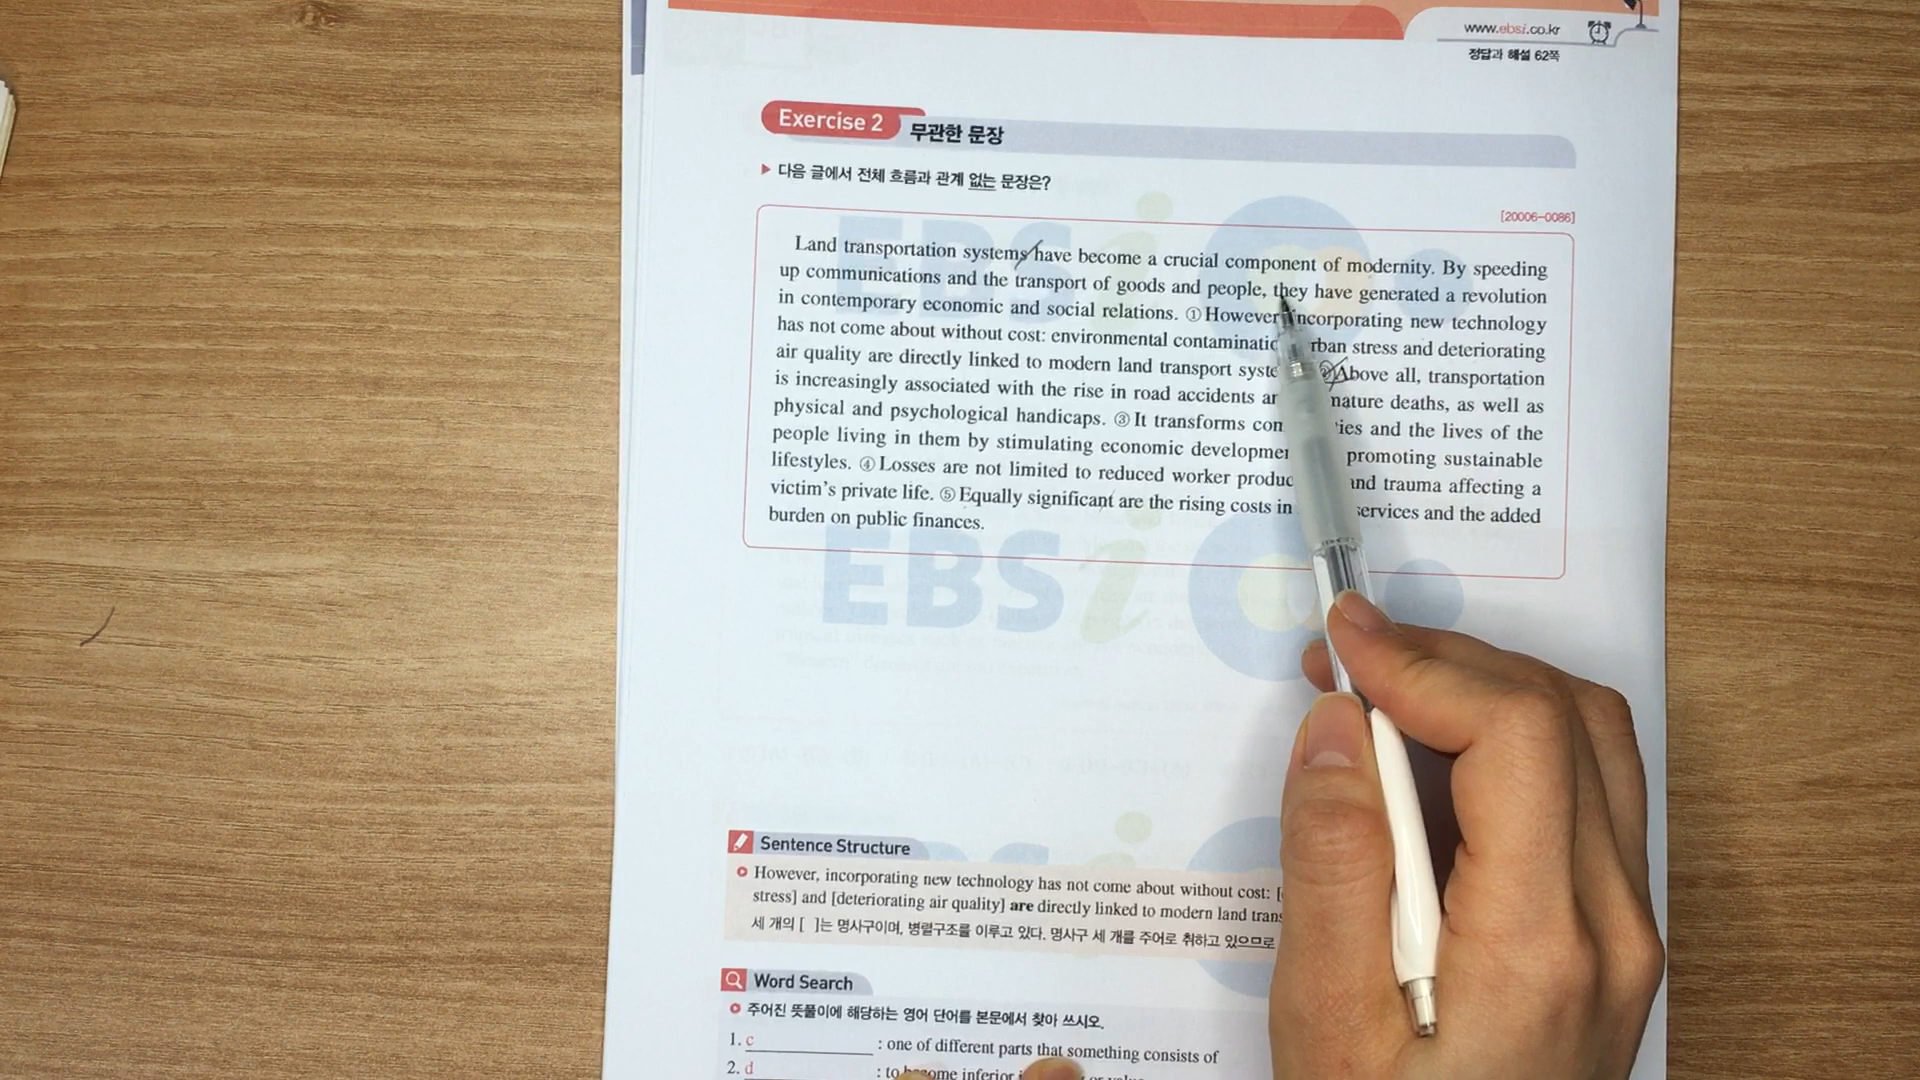 www.ebsi.co.kr
정답과 해설 62쪽
Exercise 2 무관한 문장
▶ 다음 글에서 전체 흐름과 관계 없는 문장은?
[20006-0086]
Land transportation systems have become a crucial component of modernity. By speeding
up communications and the transport of goods and people, they have generated a revolution
in contemporary economic and social relations. ① However incorporating new technology
has not come about without cost: environmental rban stress and deteriorating
air quality are directly linked to modern land transport ② Above all, transportation
is increasingly associated with the rise in road accidents deaths, as well as
physical and psychological handicaps. ③ It transforms and the lives of the
people living in them by stimulating economic promoting sustainable
lifestyles. ④ Losses are not limited to reduced worker and trauma affecting a
victim's private life. ⑤ Equally significant are the rising costs in services and the added
burden on public finances.
EBSi
EBSi
Sentence Structure
However, incorporating new technology has not come about without cost: [
stress] and [deteriorating air quality] are directly linked to modern land
세 개의 [ ]는 명사구이며, 병렬구조를 이루고 있다. 명사구 세 개를 주어로 취하고 있으므로
Word Search
주어진 뜻풀이에 해당하는 영어 단어를 본문에서 찾아 쓰시오.
1. c : one of different parts that something consists of
2. d : to become inferior or value